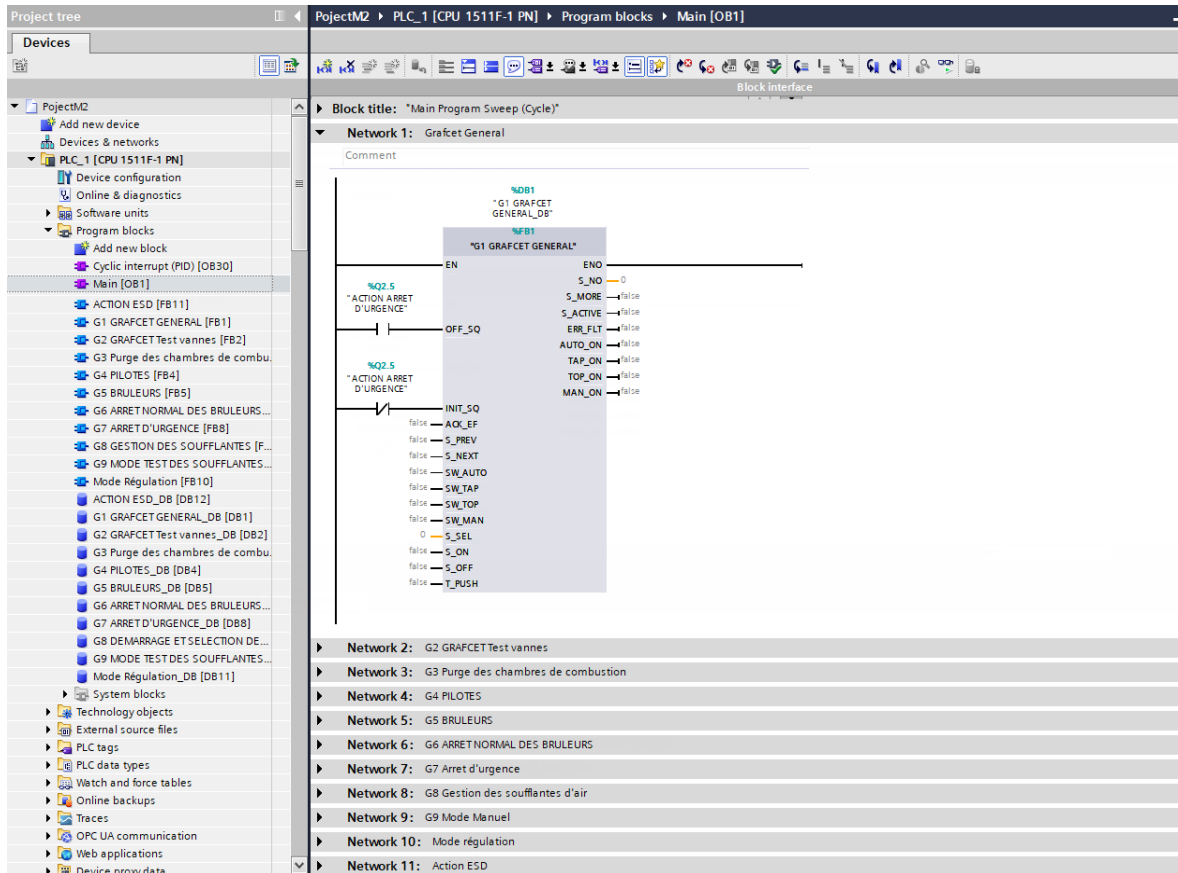 Project tree
Devices
PojectM2
Add new device
Devices & networks
PLC_1 [CPU 1511F-1 PN]
Device configuration
Online & diagnostics
Software units
Program blocks
Add new block
Cyclic interrupt (PID) [OB30]
Main [OB1]
ACTION ESD [FB11]
G1 GRAFCET GENERAL [FB1]
G2 GRAFCET Test vannes [FB2]
G3 Purge des chambres de combu.
G4 PILOTES [FB4]
G5 BRULEURS [FB5]
G6 ARRET NORMAL DES BRULEURS...
G7 ARRET D'URGENCE [FB8]
G8 GESTION DES SOUFFLANTES [F...
G9 MODE TEST DES SOUFFLANTES...
Mode Régulation [FB10]
ACTION ESD_DB [DB12]
G1 GRAFCET GENERAL_DB [DB1]
G2 GRAFCET Test vannes_DB [DB2]
G3 Purge des chambres de combu.
G4 PILOTES_DB [DB4]
G5 BRULEURS_DB [DB5]
G6 ARRET NORMAL DES BRULEURS...
G7 ARRET D'URGENCE_DB [DB8]
G8 DEMARRAGE ET SELECTION DE...
G9 MODE TEST DES SOUFFLANTES...
Mode Régulation_DB [DB11]
System blocks
Technology objects
External source files
PLC tags
PLC data types
Watch and force tables
Online backups
Traces
OPC UA communication
Web applications
Device proxy data
PojectM2 PLC_1 [CPU 1511F-1 PN] Program blocks Main [OB1]
Block interface
Block title: "Main Program Sweep (Cycle)"
Network 1: Grafcet General
Comment
%DB1
"G1 GRAFCET
GENERAL_DB"
%FB1
"G1 GRAFCET GENERAL"
EN ENO
S_NO 0
S_MORE false
S_ACTIVE false
ERR_FLT false
AUTO_ON false
TAP_ON false
TOP_ON false
MAN_ON false
%Q2.5
"ACTION ARRET
D'URGENCE"
OFF_SQ
%Q2.5
"ACTION ARRET
D'URGENCE"
INIT_SQ
false ACK_EF
false S_PREV
false S_NEXT
false SW_AUTO
false SW_TAP
false SW_TOP
false SW_MAN
0 S_SEL
false S_ON
false S_OFF
false T_PUSH
Network 2: G2 GRAFCET Test vannes
Network 3: G3 Purge des chambres de combustion
Network 4: G4 PILOTES
Network 5: G5 BRULEURS
Network 6: G6 ARRET NORMAL DES BRULEURS
Network 7: G7 Arret d'urgence
Network 8: G8 Gestion des soufflantes d'air
Network 9: G9 Mode Manuel
Network 10: Mode régulation
Network 11: Action ESD